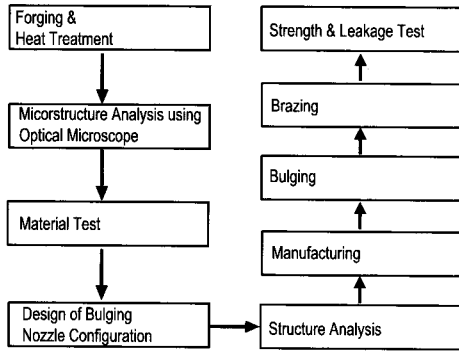 Forging &
Heat Treatment
Micorstructure Analysis using
Optical Microscope
Material Test
Design of Bulging
Nozzle Configuration
Structure Analysis
Manufacturing
Bulging
Brazing
Strength & Leakage Test